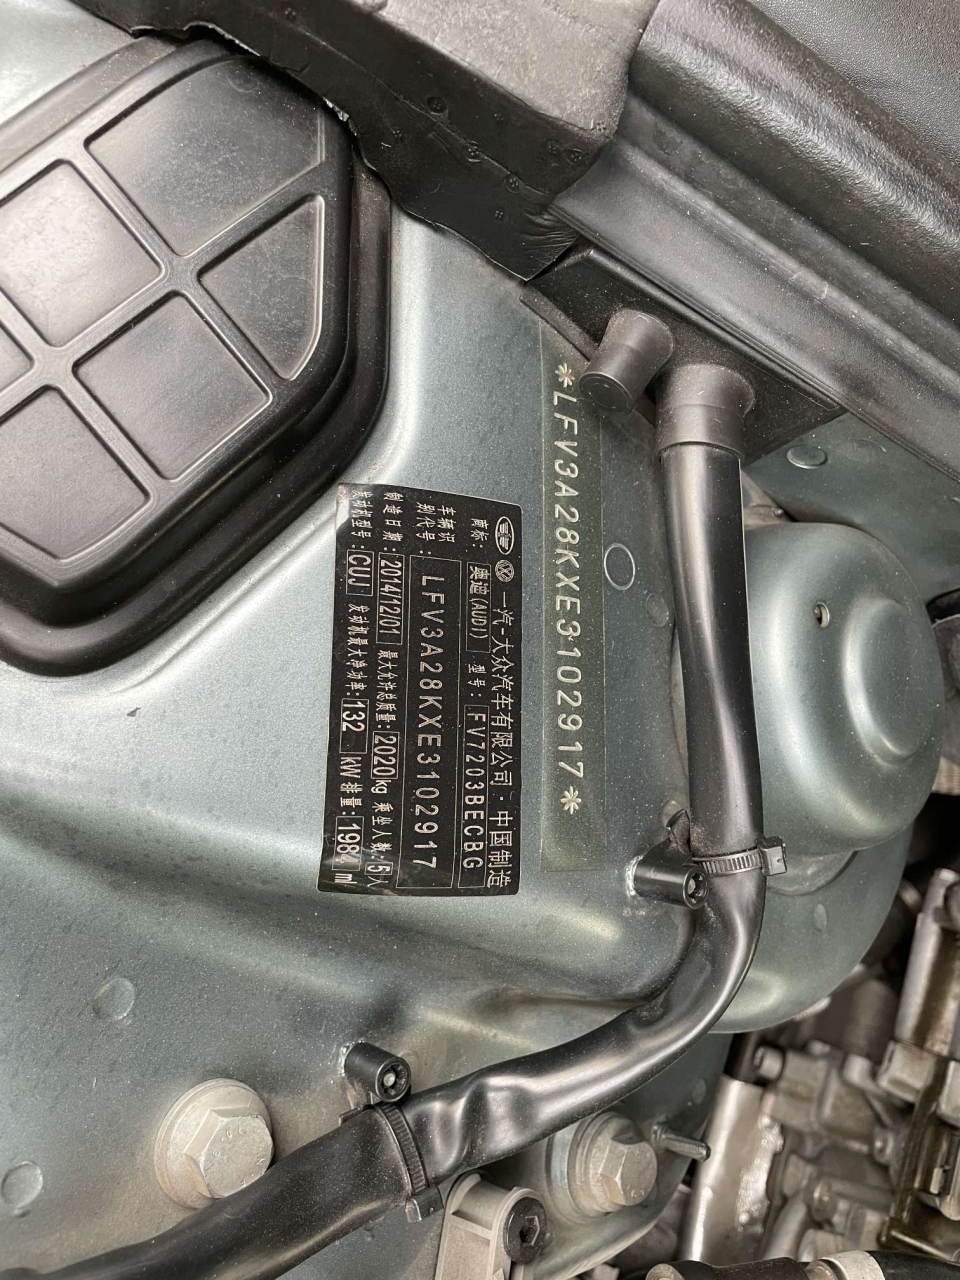 *LFV3A28KXE3102917*
一汽-大众汽车有限公司·中国制造
商标: 奥迪(AUDI) 型号: FV7203BECBG
车辆识别代号: LFV3A28KXE3102917
制造日期: 2014/12/01 最大允许总质量: 2020kg 乘坐人数: 5人
发动机型号: CUJ 发动机最大净功率: 132 kW 排量: 1984 ml